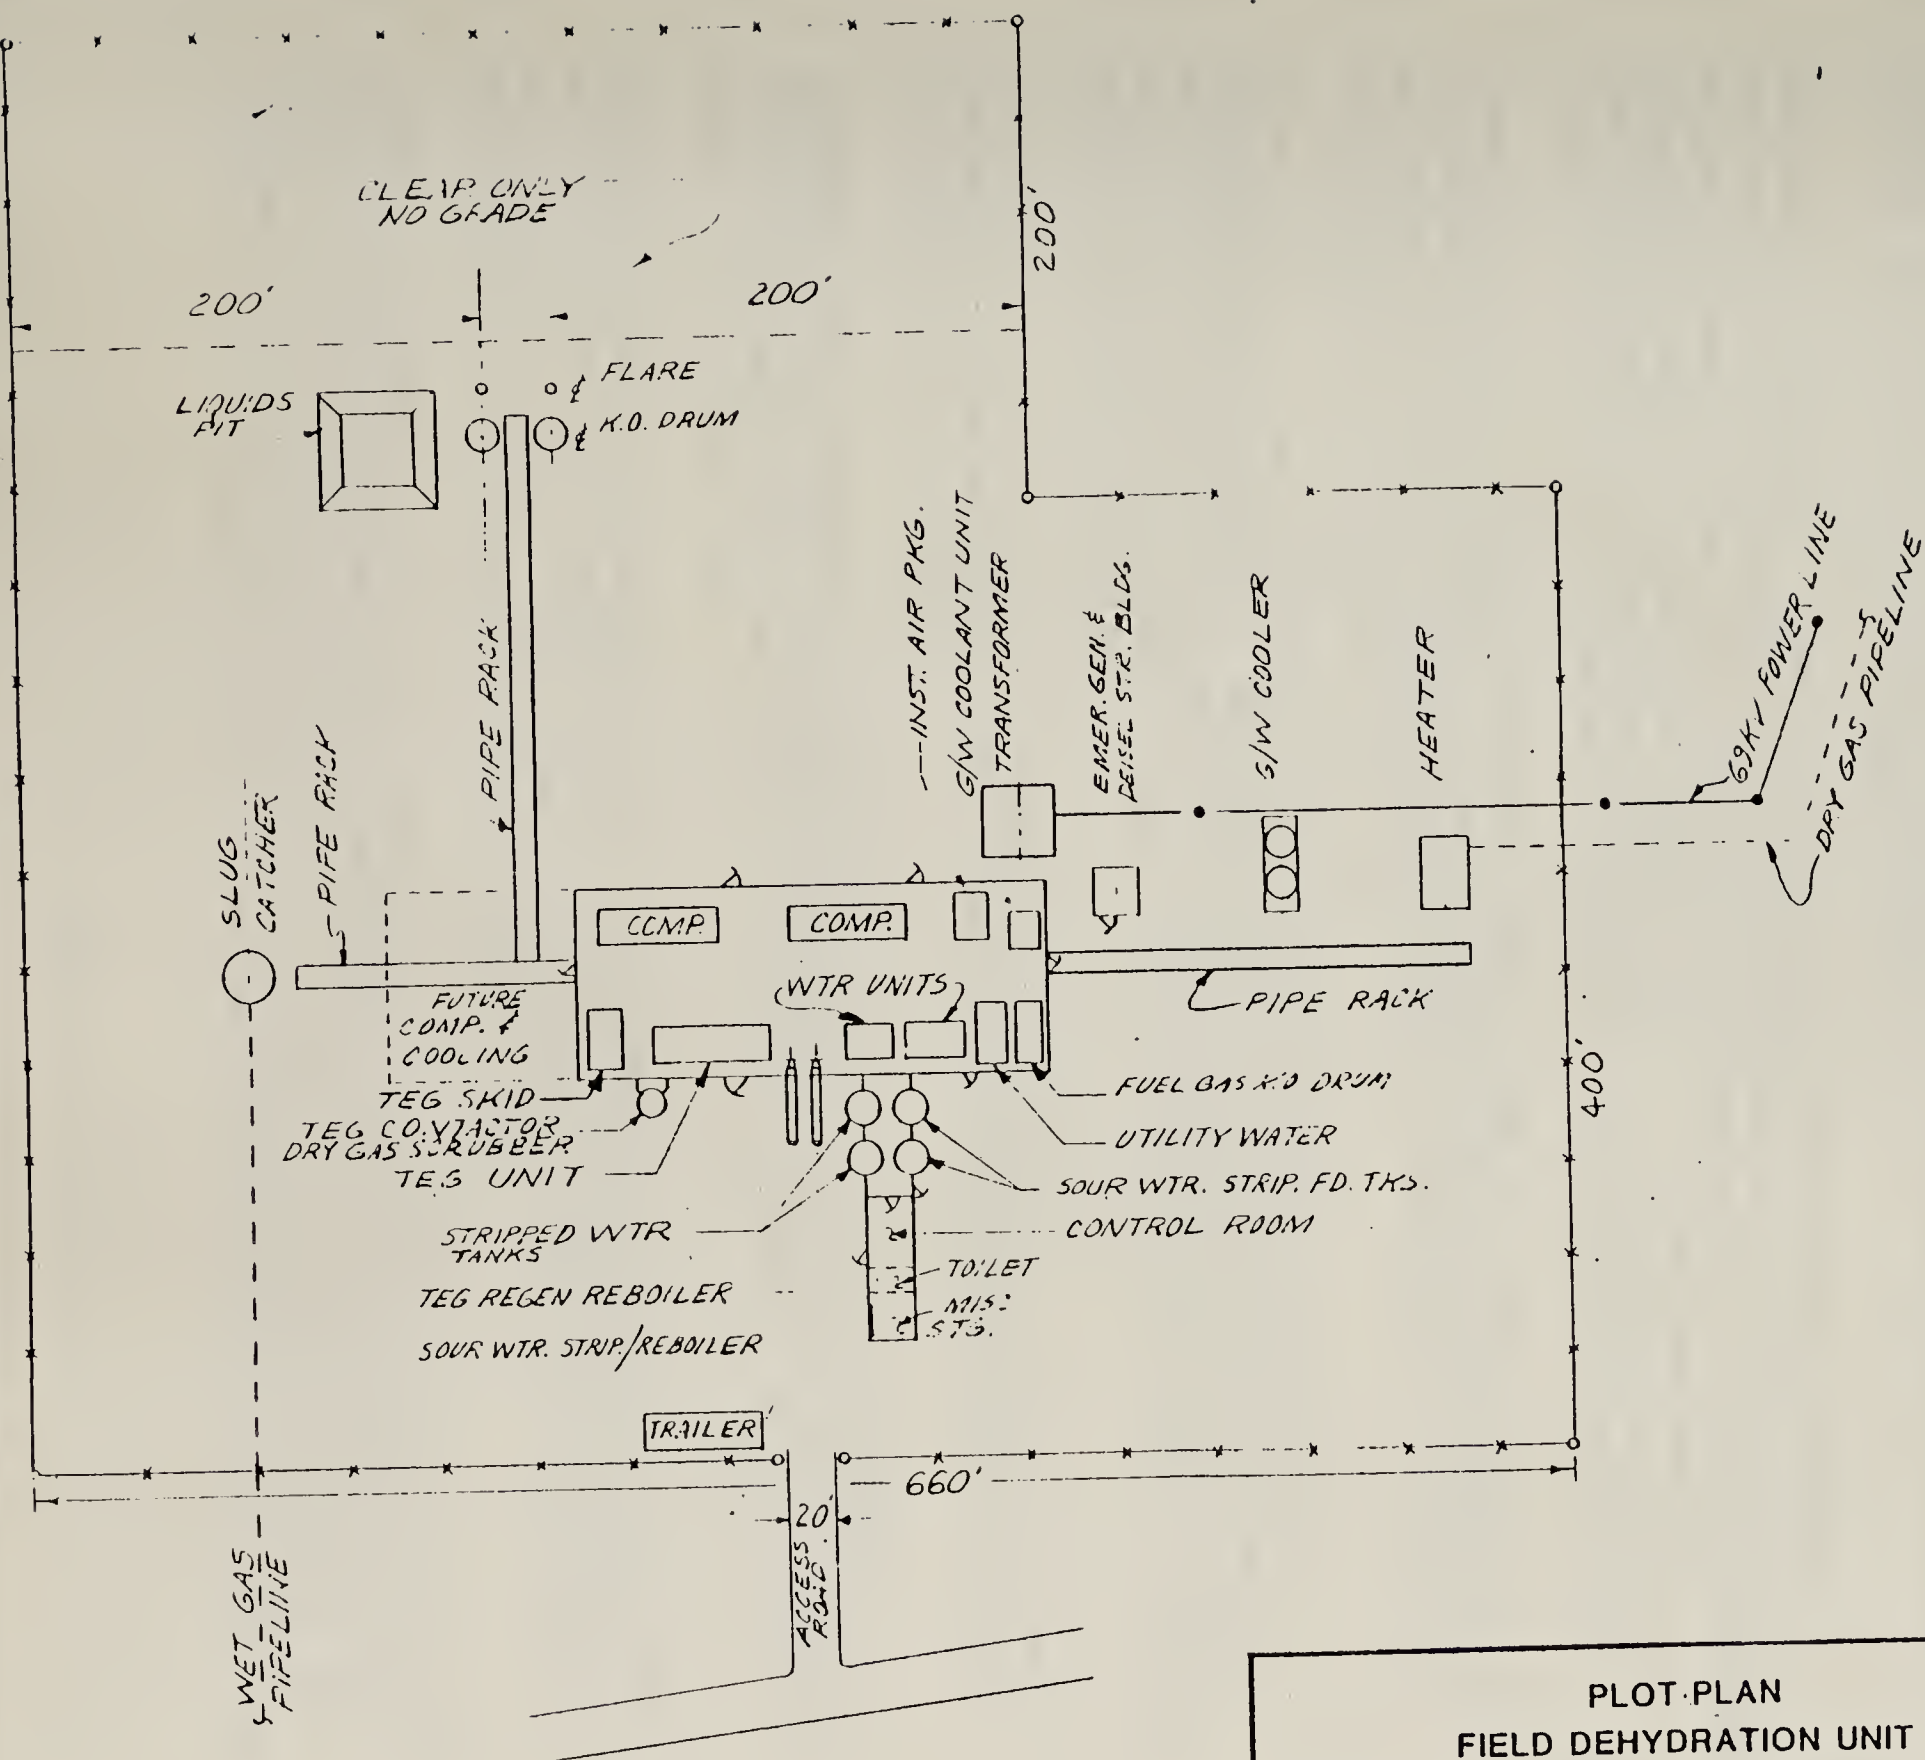 CLEAR ONLY
NO GRADE
200'
200'
200'
FLARE
K.O. DRUM
LIQUIDS
PIT
PIPE RACK
PIPE RACK
SLUG
CATCHER
INST. AIR PKG.
G/W COOLANT UNIT
TRANSFORMER
EMER. GEN. &
DEISEL STR. BLDG.
G/W COOLER
HEATER
69KV POWER LINE
DRY GAS PIPELINE
COMP.
COMP.
WTR UNITS
PIPE RACK
FUTURE
COMP. &
COOLING
400'
TEG SKID
TEG CONTACTOR
DRY GAS SCRUBBER
TEG UNIT
FUEL GAS K.O DRUM
UTILITY WATER
SOUR WTR. STRIP. FD. TKS.
STRIPPED WTR
TANKS
CONTROL ROOM
TEG REGEN REBOILER
TOILET
MISC
STG.
SOUR WTR. STRIP./REBOILER
TRAILER
660'
20'
ACCESS
ROAD
WET GAS
PIPELINE
PLOT PLAN
FIELD DEHYDRATION UNIT